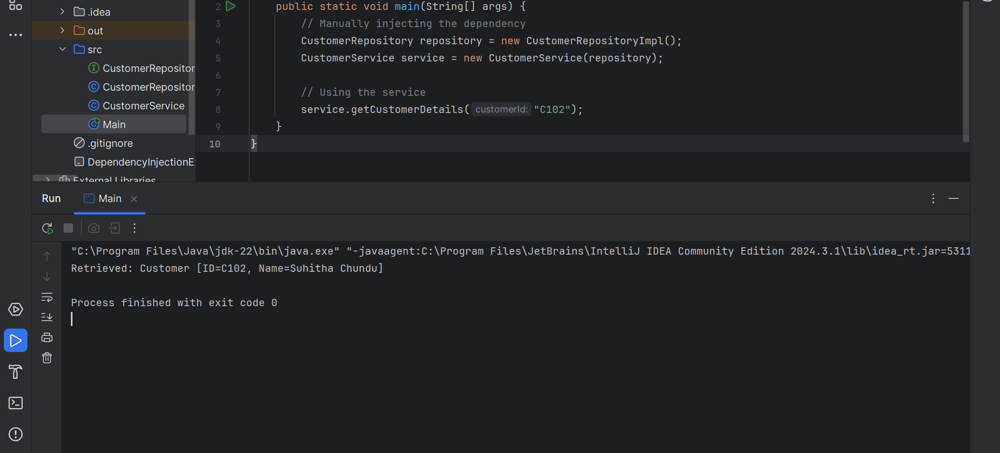 .idea
out
src
CustomerRepositor
CustomerRepositor
CustomerService
Main
.gitignore
DependencyInjectionE
External Libraries
2 public static void main(String[] args) {
3 // Manually injecting the dependency
4 CustomerRepository repository = new CustomerRepositoryImpl();
5 CustomerService service = new CustomerService(repository);
6
7 // Using the service
8 service.getCustomerDetails( customerId: "C102");
9 }
10 }
Run Main
"C:\Program Files\Java\jdk-22\bin\java.exe" "-javaagent:C:\Program Files\JetBrains\IntelliJ IDEA Community Edition 2024.3.1\lib\idea_rt.jar=5311
Retrieved: Customer [ID=C102, Name=Suhitha Chundu]
Process finished with exit code 0